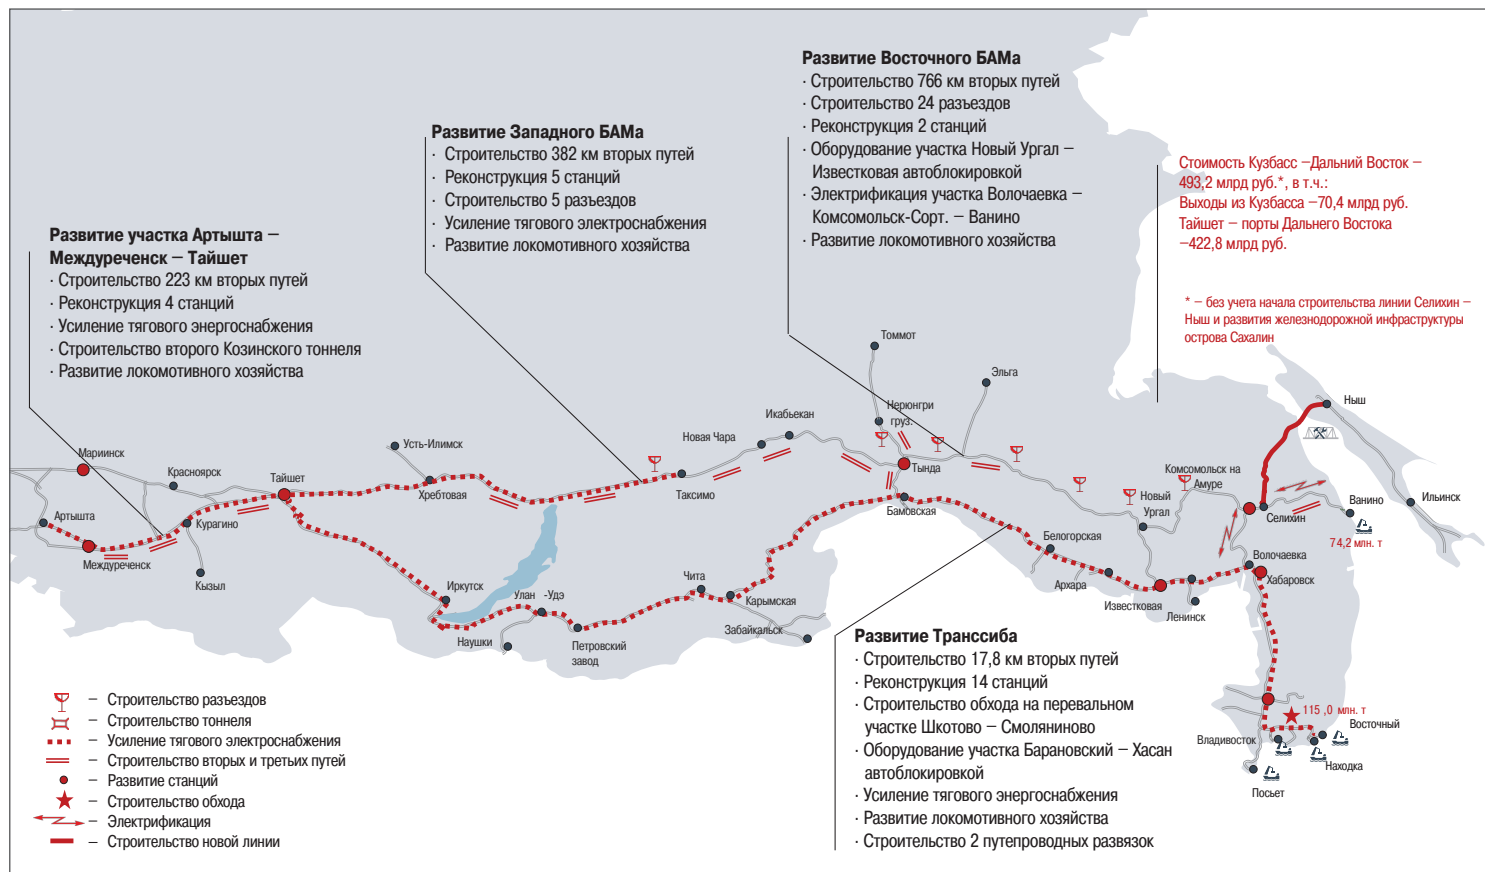 Развитие Восточного БАМа
· Строительство 766 км вторых путей
· Строительство 24 разъездов
· Реконструкция 2 станций
· Оборудование участка Новый Ургал –
Известковая автоблокировкой
· Электрификация участка Волочаевка –
Комсомольск-Сорт. – Ванино
· Развитие локомотивного хозяйства
Развитие Западного БАМа
· Строительство 382 км вторых путей
· Реконструкция 5 станций
· Строительство 5 разъездов
· Усиление тягового электроснабжения
· Развитие локомотивного хозяйства
Стоимость Кузбасс –Дальний Восток –
493,2 млрд руб.*, в т.ч.:
Выходы из Кузбасса –70,4 млрд руб.
Тайшет – порты Дальнего Востока
–422,8 млрд руб.
* – без учета начала строительства линии Селихин –
Ныш и развития железнодорожной инфраструктуры
острова Сахалин
Развитие участка Артышта –
Междуреченск – Тайшет
· Строительство 223 км вторых путей
· Реконструкция 4 станций
· Усиление тягового энергоснабжения
· Строительство второго Козинского тоннеля
· Развитие локомотивного хозяйства
Томмот
Эльга
Нерюнгри
груз.
Ныш
Икабьекан
Новая Чара
Усть-Илимск
Мариинск
Красноярск
Тайшет
Хребтовая
Таксимо
Тында
Бамовская
Комсомольск на
Амуре
Новый
Ургал
Селихин
Ванино
74,2 млн. т
Ильинск
Артышта
Курагино
Междуреченск
Кызыл
Иркутск
Улан -Удэ
Наушки
Петровский
завод
Чита
Карымская
Забайкальск
Белогорская
Архара
Известковая
Ленинск
Волочаевка
Хабаровск
Развитие Транссиба
· Строительство 17,8 км вторых путей
· Реконструкция 14 станций
· Строительство обхода на перевальном
участке Шкотово – Смоляниново
· Оборудование участка Барановский – Хасан
автоблокировкой
· Усиление тягового энергоснабжения
· Развитие локомотивного хозяйства
· Строительство 2 путепроводных развязок
115 ,0 млн. т
Восточный
Владивосток
Находка
Посьет
– Строительство разъездов
– Строительство тоннеля
– Усиление тягового электроснабжения
– Строительство вторых и третьих путей
– Развитие станций
– Строительство обхода
– Электрификация
– Строительство новой линии